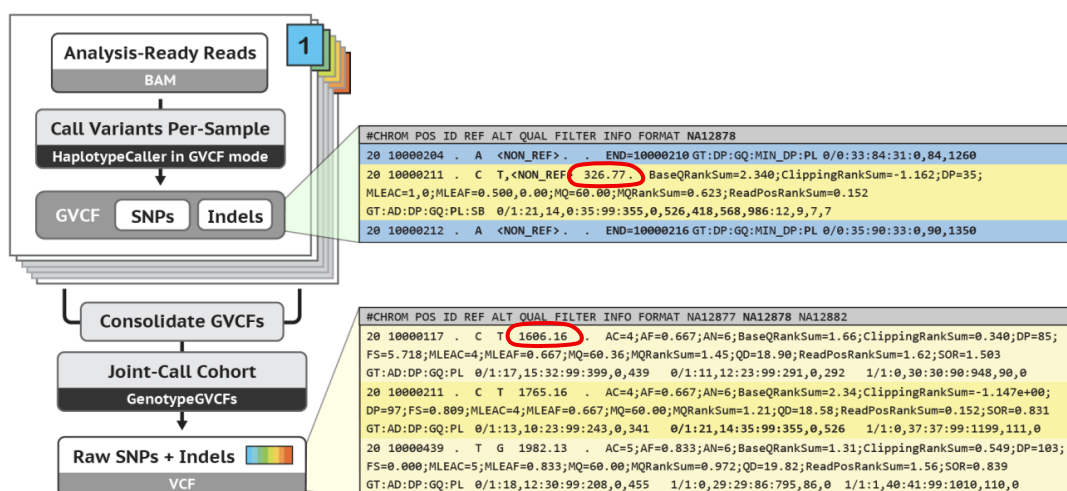 1
Analysis-Ready Reads
BAM
Call Variants Per-Sample
HaplotypeCaller in GVCF mode
GVCF SNPs Indels
#CHROM POS ID REF ALT QUAL FILTER INFO FORMAT NA12878
20 10000204 . A <NON_REF>. . END=10000210 GT:DP:GQ:MIN_DP:PL 0/0:33:84:31:0,84,1260
20 10000211 . C T,<NON_REF> 326.77. BaseQRankSum=2.340;ClippingRankSum=-1.162;DP=35;
MLEAC=1,0;MLEAF=0.500,0.00;MQ=60.00;MQRankSum=0.623;ReadPosRankSum=0.152
GT:AD:DP:GQ:PL:SB 0/1:21,14,0:35:99:355,0,526,418,568,986:12,9,7,7
20 10000212 . A <NON_REF>. . END=10000216 GT:DP:GQ:MIN_DP:PL 0/0:35:90:33:0,90,1350
Consolidate GVCFs
Joint-Call Cohort
GenotypeGVCFs
Raw SNPs + Indels
VCF
#CHROM POS ID REF ALT QUAL FILTER INFO FORMAT NA12877 NA12878 NA12882
20 10000117 . C T 1606.16 . AC=4;AF=0.667;AN=6;BaseQRankSum=1.66;ClippingRankSum=0.340;DP=85;
FS=5.718;MLEAC=4;MLEAF=0.667;MQ=60.36;MQRankSum=1.45;QD=18.90;ReadPosRankSum=1.62;SOR=1.503
GT:AD:DP:GQ:PL 0/1:17,15:32:99:399,0,439 0/1:11,12:23:99:291,0,292 1/1:0,30:30:90:948,90,0
20 10000211 . C T 1765.16 . AC=4;AF=0.667;AN=6;BaseQRankSum=2.34;ClippingRankSum=-1.147e+00;
DP=97;FS=0.809;MLEAC=4;MLEAF=0.667;MQ=60.00;MQRankSum=1.21;QD=18.58;ReadPosRankSum=0.152;SOR=0.831
GT:AD:DP:GQ:PL 0/1:13,10:23:99:243,0,341 0/1:21,14:35:99:355,0,526 1/1:0,37:37:99:1199,111,0
20 10000439 . T G 1982.13 . AC=5;AF=0.833;AN=6;BaseQRankSum=1.31;ClippingRankSum=0.549;DP=103;
FS=0.000;MLEAC=5;MLEAF=0.833;MQ=60.00;MQRankSum=0.972;QD=19.82;ReadPosRankSum=1.56;SOR=0.839
GT:AD:DP:GQ:PL 0/1:18,12:30:99:208,0,455 1/1:0,29:29:86:795,86,0 1/1:1,40:41:99:1010,110,0